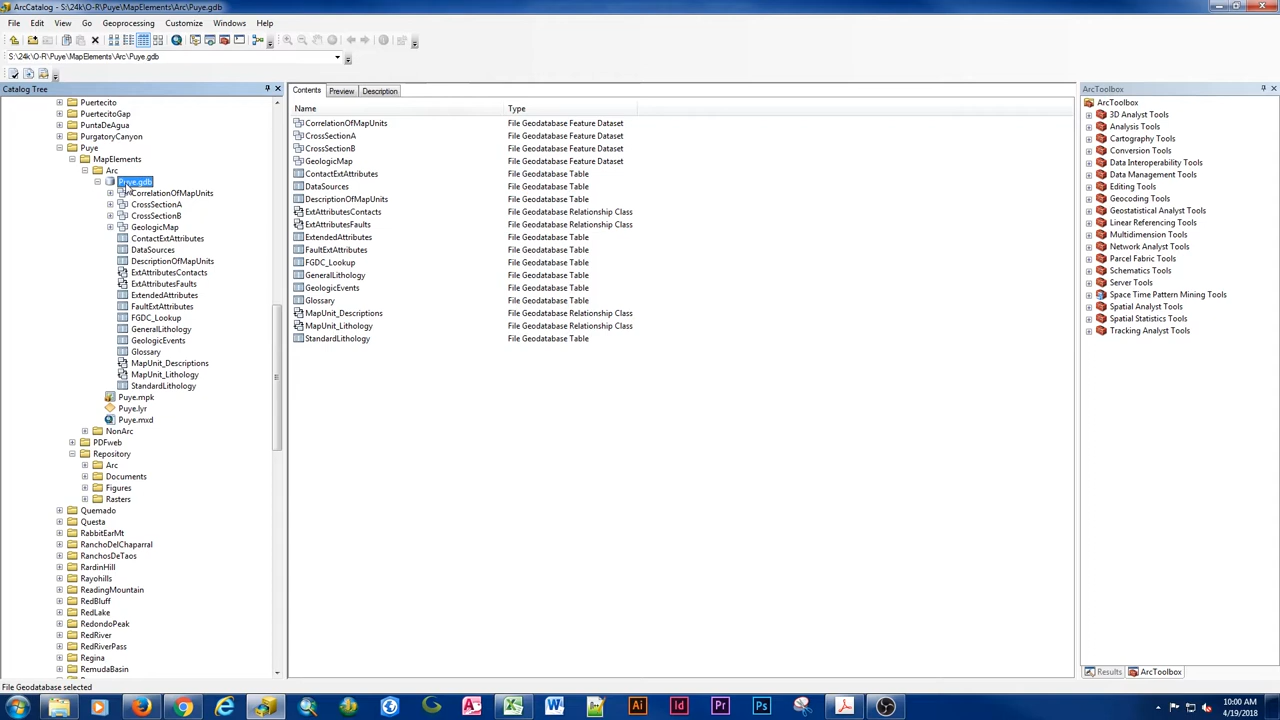 ArcCatalog - S:\24k\O-R\Puye\MapElements\Arc\Puye.gdb
File Edit View Go Geoprocessing Customize Windows Help
S:\24k\O-R\Puye\MapElements\Arc\Puye.gdb
Catalog Tree
Puertecito
PuertecitoGap
PuntaDeAgua
PurgatoryCanyon
Puye
MapElements
Arc
Puye.gdb
CorrelationOfMapUnits
CrossSectionA
CrossSectionB
GeologicMap
ContactExtAttributes
DataSources
DescriptionOfMapUnits
ExtAttributesContacts
ExtAttributesFaults
ExtendedAttributes
FaultExtAttributes
FGDC_Lookup
GeneralLithology
GeologicEvents
Glossary
MapUnit_Descriptions
MapUnit_Lithology
StandardLithology
Puye.mpk
Puye.lyr
Puye.mxd
NonArc
PDFweb
Repository
Arc
Documents
Figures
Rasters
Quemado
Questa
RabbitEarMt
RanchoDelChaparral
RanchosDeTaos
RardinHill
Rayohills
ReadingMountain
RedBluff
RedLake
RedondoPeak
RedRiver
RedRiverPass
Regina
RemudaBasin
Contents Preview Description
Name Type
CorrelationOfMapUnits File Geodatabase Feature Dataset
CrossSectionA File Geodatabase Feature Dataset
CrossSectionB File Geodatabase Feature Dataset
GeologicMap File Geodatabase Feature Dataset
ContactExtAttributes File Geodatabase Table
DataSources File Geodatabase Table
DescriptionOfMapUnits File Geodatabase Table
ExtAttributesContacts File Geodatabase Relationship Class
ExtAttributesFaults File Geodatabase Relationship Class
ExtendedAttributes File Geodatabase Table
FaultExtAttributes File Geodatabase Table
FGDC_Lookup File Geodatabase Table
GeneralLithology File Geodatabase Table
GeologicEvents File Geodatabase Table
Glossary File Geodatabase Table
MapUnit_Descriptions File Geodatabase Relationship Class
MapUnit_Lithology File Geodatabase Relationship Class
StandardLithology File Geodatabase Table
ArcToolbox
ArcToolbox
3D Analyst Tools
Analysis Tools
Cartography Tools
Conversion Tools
Data Interoperability Tools
Data Management Tools
Editing Tools
Geocoding Tools
Geostatistical Analyst Tools
Linear Referencing Tools
Multidimension Tools
Network Analyst Tools
Parcel Fabric Tools
Schematics Tools
Server Tools
Space Time Pattern Mining Tools
Spatial Analyst Tools
Spatial Statistics Tools
Tracking Analyst Tools
Results ArcToolbox
File Geodatabase selected
W Ai Id Pr Ps
10:00 AM
4/19/2018